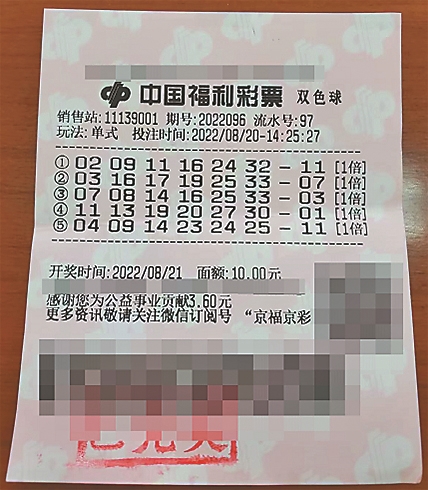 中国福利彩票 双色球
销售站:11139001 期号:2022096 流水号:97
玩法:单式 投注时间:2022/08/20-14:25:27
① 02 09 11 16 24 32 - 11 [1倍]
② 03 16 17 19 25 33 - 07 [1倍]
③ 07 08 14 16 25 33 - 03 [1倍]
④ 11 13 19 20 27 30 - 01 [1倍]
⑤ 04 09 14 23 24 25 - 11 [1倍]
开奖时间:2022/08/21 面额:10.00元
感谢您为公益事业贡献3.60元
更多资讯敬请关注微信订阅号 “京福京彩
已兑奖